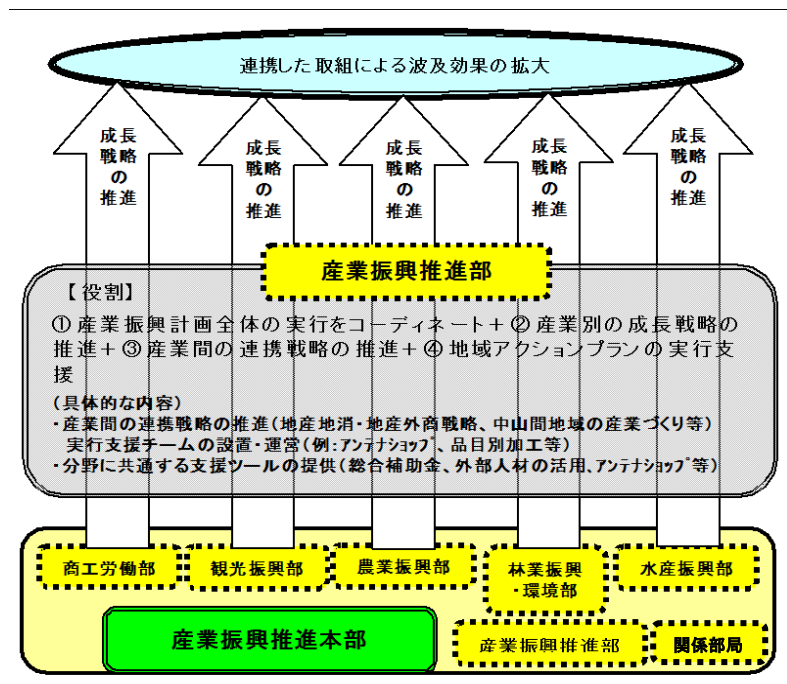 連携した取組による波及効果の拡大
成長
戦略
の
推進
成長
戦略
の
推進
成長
戦略
の
推進
成長
戦略
の
推進
成長
戦略
の
推進
産業振興推進部
【役割】
①産業振興計画全体の実行をコーディネート+②産業別の成長戦略の
推進+③産業間の連携戦略の推進+④地域アクションプランの実行支
援
(具体的な内容)
・産業間の連携戦略の推進(地産地消・地産外商戦略、中山間地域の産業づくり等)
実行支援チームの設置・運営(例:アンテナショップ、品目別加工等)
・分野に共通する支援ツールの提供(総合補助金、外部人材の活用、アンテナショップ等)
商工労働部
観光振興部
農業振興部
林業振興
・環境部
水産振興部
産業振興推進本部
産業振興推進部
関係部局